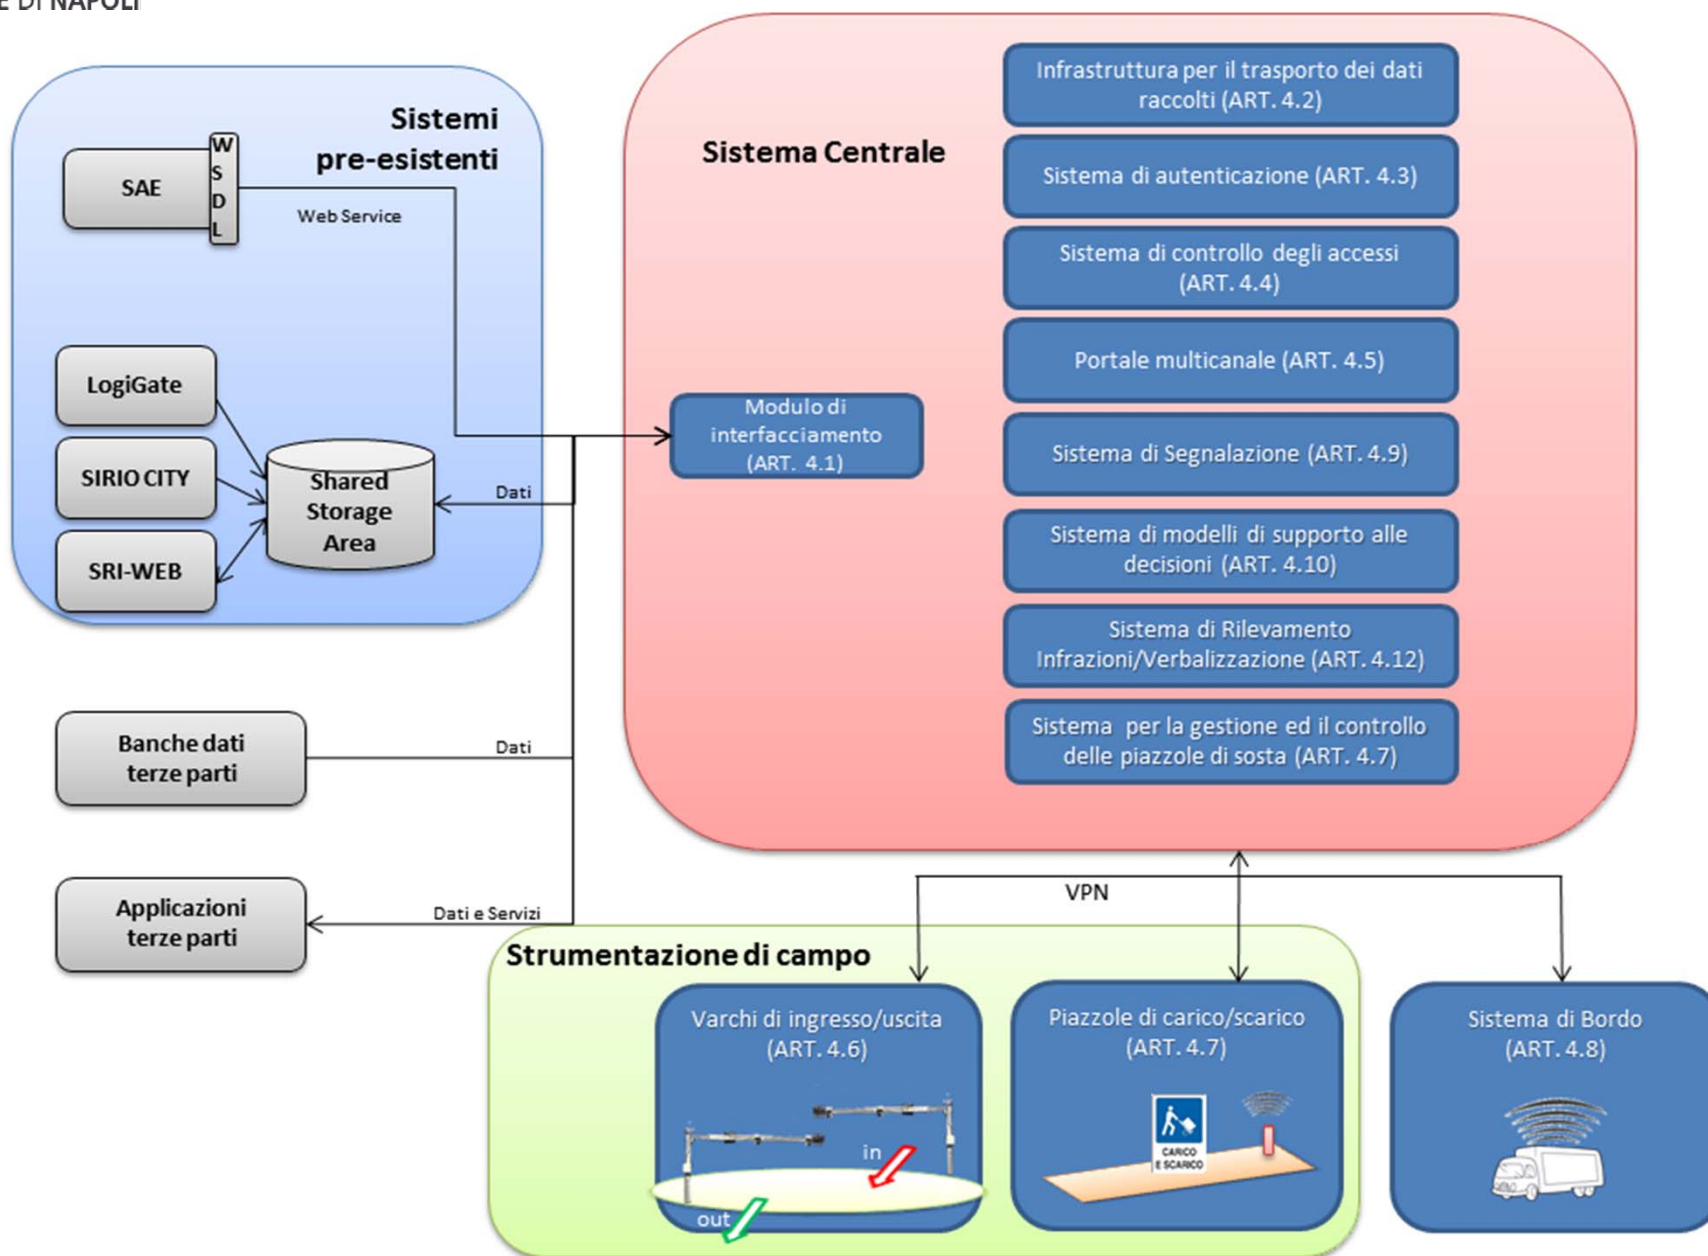 E DI NAPOLI
Sistemi
pre-esistenti
SAE
W
S
D
L
Web Service
LogiGate
SIRIO CITY
SRI-WEB
Shared
Storage
Area
Dati
Banche dati
terze parti
Dati
Applicazioni
terze parti
Dati e Servizi
Sistema Centrale
Modulo di
interfacciamento
(ART. 4.1)
Infrastruttura per il trasporto dei dati
raccolti (ART. 4.2)
Sistema di autenticazione (ART. 4.3)
Sistema di controllo degli accessi
(ART. 4.4)
Portale multicanale (ART. 4.5)
Sistema di Segnalazione (ART. 4.9)
Sistema di modelli di supporto alle
decisioni (ART. 4.10)
Sistema di Rilevamento
Infrazioni/Verbalizzazione (ART. 4.12)
Sistema per la gestione ed il controllo
delle piazzole di sosta (ART. 4.7)
VPN
Strumentazione di campo
Varchi di ingresso/uscita
(ART. 4.6)
in
out
Piazzole di carico/scarico
(ART. 4.7)
CARICO
E SCARICO
Sistema di Bordo
(ART. 4.8)